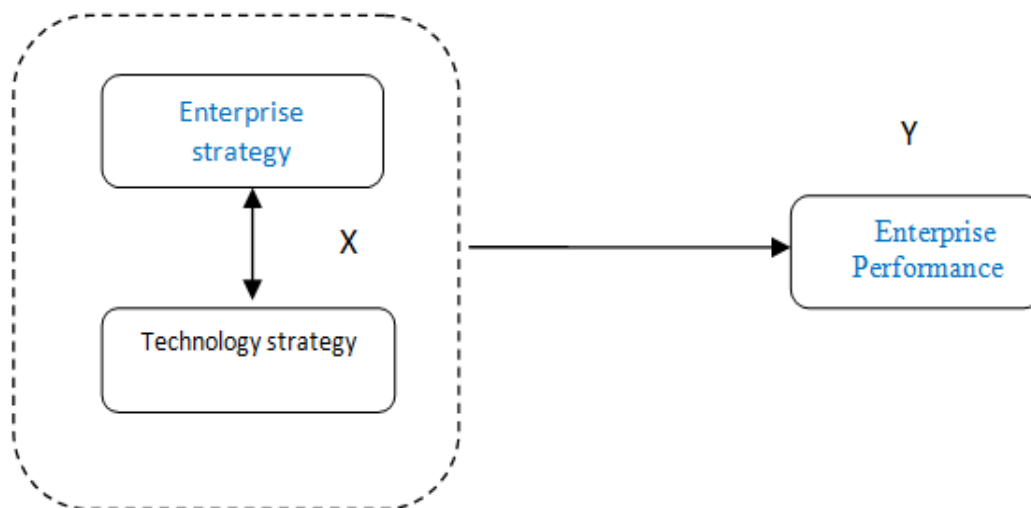 Enterprise
strategy
X
Technology strategy
Y
Enterprise
Performance